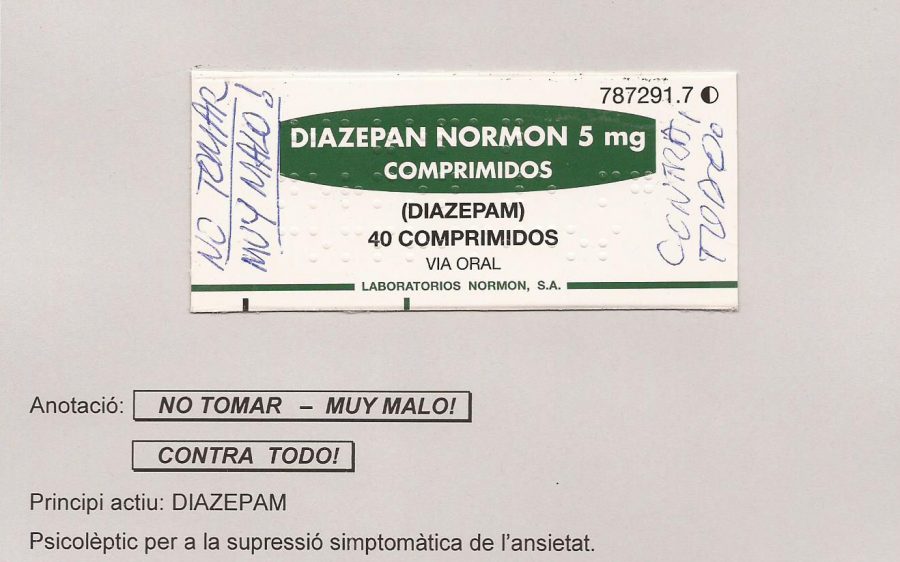 NO TOMAR
MUY MALO!
787291.7
DIAZEPAN NORMON 5 mg
COMPRIMIDOS
(DIAZEPAM)
40 COMPRIMIDOS
VIA ORAL
LABORATORIOS NORMON, S.A.
CONTRA
TODO!
Anotació: NO TOMAR – MUY MALO!
CONTRA TODO!
Principi actiu: DIAZEPAM
Psicolèptic per a la supressió simptomàtica de l'ansietat.